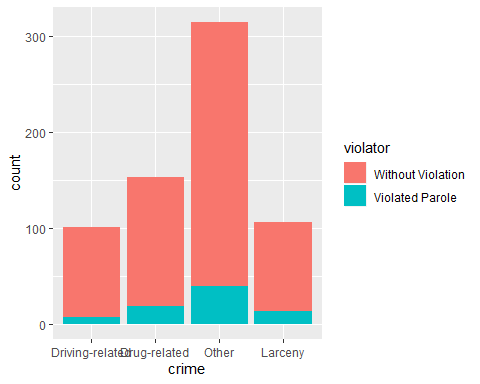 count
300
200
100
0
Driving-related Drug-related Other Larceny
crime
violator
Without Violation
Violated Parole